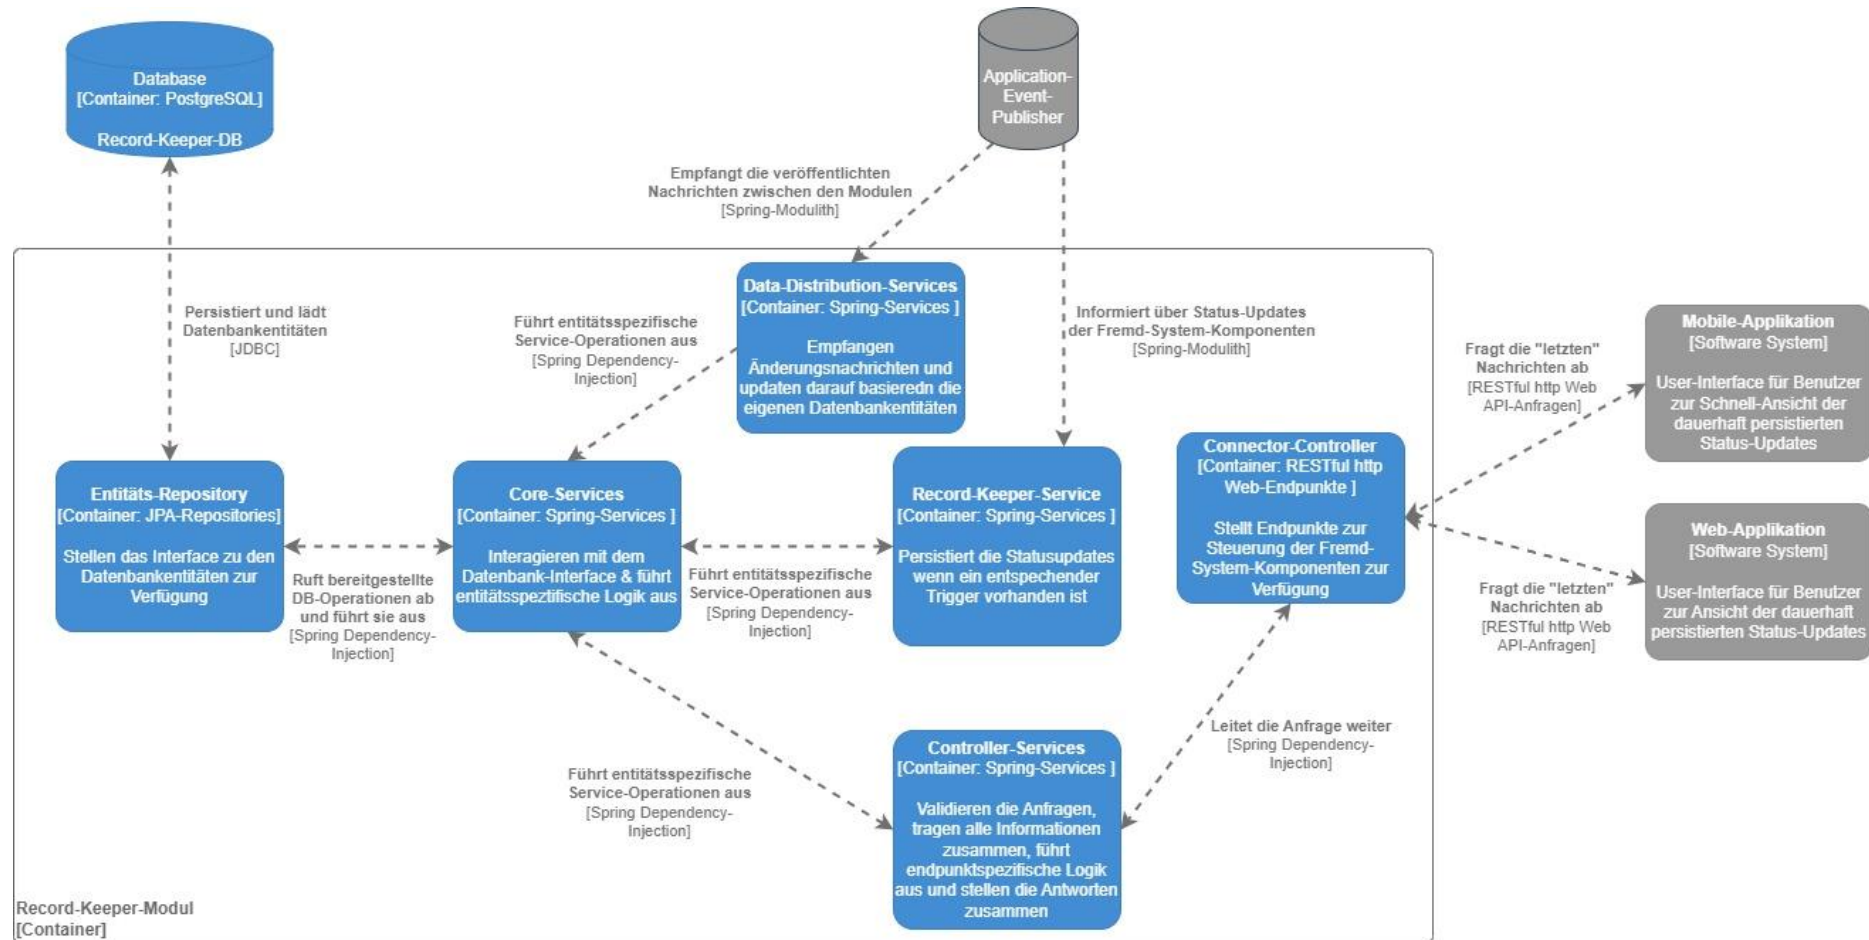 Database
[Container: PostgreSQL]
Record-Keeper-DB
Application-
Event-
Publisher
Empfangt die veröffentlichten
Nachrichten zwischen den Modulen
[Spring-Modulith]
Persistiert und lädt
Datenbankentitäten
[JDBC]
Führt entitätsspezifische
Service-Operationen aus
[Spring Dependency-
Injection]
Data-Distribution-Services
[Container: Spring-Services ]
Empfangen
Änderungsnachrichten und
updaten darauf basieredn die
eigenen Datenbankentitäten
Informiert über Status-Updates
der Fremd-System-Komponenten
[Spring-Modulith]
Fragt die "letzten"
Nachrichten ab
[RESTful http Web
API-Anfragen]
Mobile-Applikation
[Software System]
User-Interface für Benutzer
zur Schnell-Ansicht der
dauerhaft persistierten
Status-Updates
Entitäts-Repository
[Container: JPA-Repositories]
Stellen das Interface zu den
Datenbankentitäten zur
Verfügung
Ruft bereitgestellte
DB-Operationen ab
und führt sie aus
[Spring Dependency-
Injection]
Core-Services
[Container: Spring-Services ]
Interagieren mit dem
Datenbank-Interface & führt
entitätsspeztifische Logik aus
Führt entitätsspezifische
Service-Operationen aus
[Spring Dependency-
Injection]
Record-Keeper-Service
[Container: Spring-Services ]
Persistiert die Statusupdates
wenn ein entspechender
Trigger vorhanden ist
Connector-Controller
[Container: RESTful http
Web-Endpunkte ]
Stellt Endpunkte zur
Steuerung der Fremd-
System-Komponenten zur
Verfügung
Fragt die "letzten"
Nachrichten ab
[RESTful http Web
API-Anfragen]
Web-Applikation
[Software System]
User-Interface für Benutzer
zur Ansicht der dauerhaft
persistierten Status-Updates
Führt entitätsspezifische
Service-Operationen aus
[Spring Dependency-
Injection]
Controller-Services
[Container: Spring-Services ]
Validieren die Anfragen,
tragen alle Informationen
zusammen, führt
endpunktspezifische Logik
aus und stellen die Antworten
zusammen
Leitet die Anfrage weiter
[Spring Dependency-
Injection]
Record-Keeper-Modul
[Container]